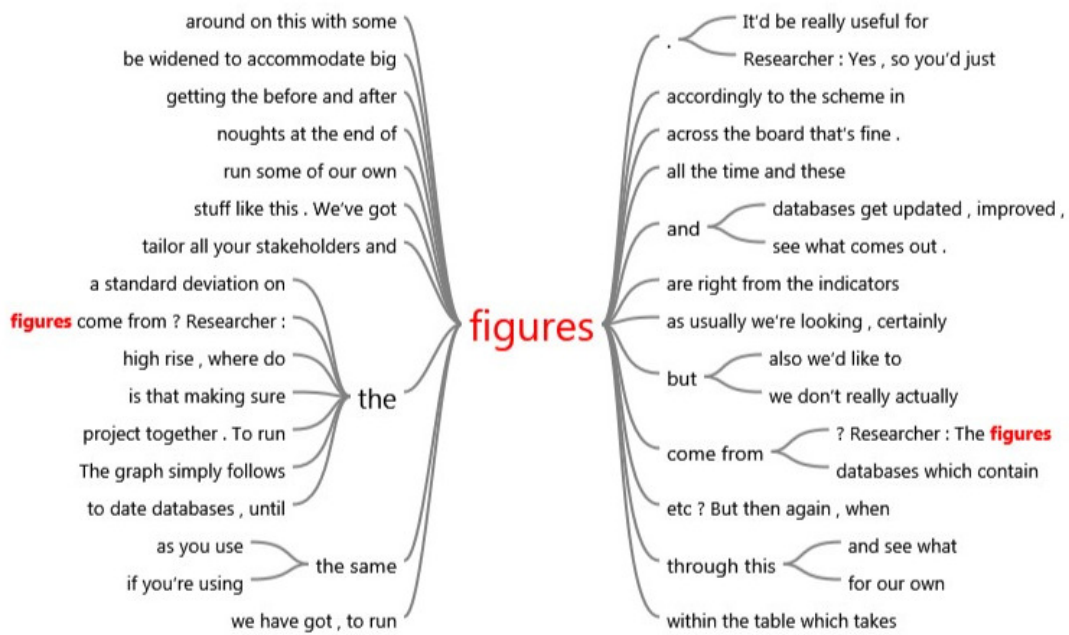 around on this with some
be widened to accommodate big
getting the before and after
noughts at the end of
run some of our own
stuff like this . We've got
tailor all your stakeholders and
a standard deviation on
figures come from ? Researcher :
high rise , where do
is that making sure
project together . To run
The graph simply follows
to date databases , until
the
as you use
if you're using
the same
we have got , to run
figures
.
It'd be really useful for
Researcher : Yes , so you'd just
accordingly to the scheme in
across the board that's fine .
all the time and these
and
databases get updated , improved ,
see what comes out .
are right from the indicators
as usually we're looking , certainly
but
also we'd like to
we don't really actually
come from
? Researcher : The figures
databases which contain
etc ? But then again , when
through this
and see what
for our own
within the table which takes